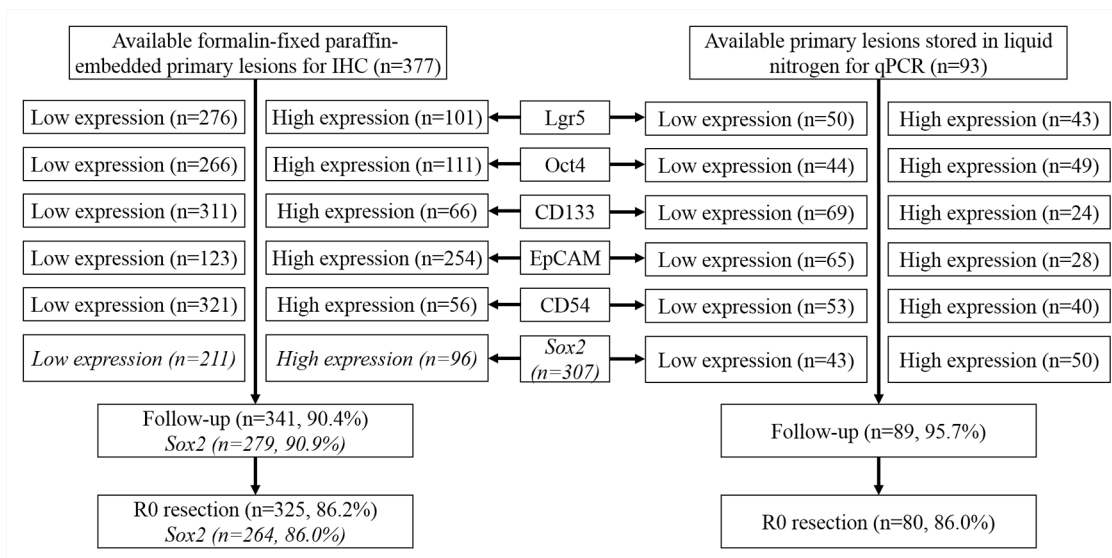 Available formalin-fixed paraffin-
embedded primary lesions for IHC (n=377)
Available primary lesions stored in liquid
nitrogen for qPCR (n=93)
Low expression (n=276)
High expression (n=101)
Lgr5
Low expression (n=50)
High expression (n=43)
Low expression (n=266)
High expression (n=111)
Oct4
Low expression (n=44)
High expression (n=49)
Low expression (n=311)
High expression (n=66)
CD133
Low expression (n=69)
High expression (n=24)
Low expression (n=123)
High expression (n=254)
EpCAM
Low expression (n=65)
High expression (n=28)
Low expression (n=321)
High expression (n=56)
CD54
Low expression (n=53)
High expression (n=40)
Low expression (n=211)
High expression (n=96)
Sox2
(n=307)
Low expression (n=43)
High expression (n=50)
Follow-up (n=341, 90.4%)
Sox2 (n=279, 90.9%)
Follow-up (n=89, 95.7%)
R0 resection (n=325, 86.2%)
Sox2 (n=264, 86.0%)
R0 resection (n=80, 86.0%)